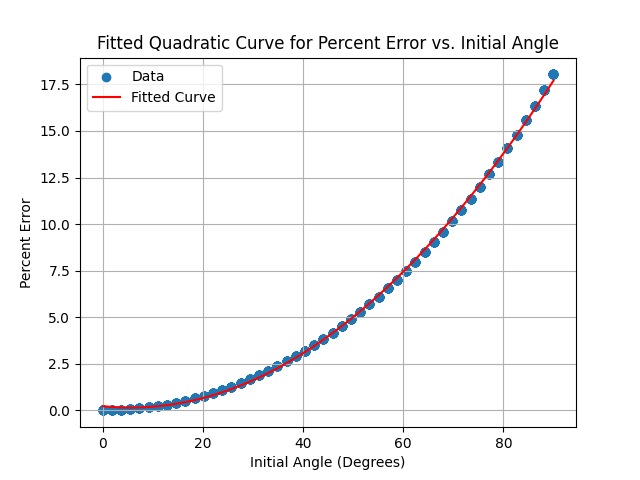 Fitted Quadratic Curve for Percent Error vs. Initial Angle
Data
Fitted Curve
17.5
15.0
12.5
10.0
7.5
5.0
2.5
0.0
Percent Error
0 20 40 60 80
Initial Angle (Degrees)